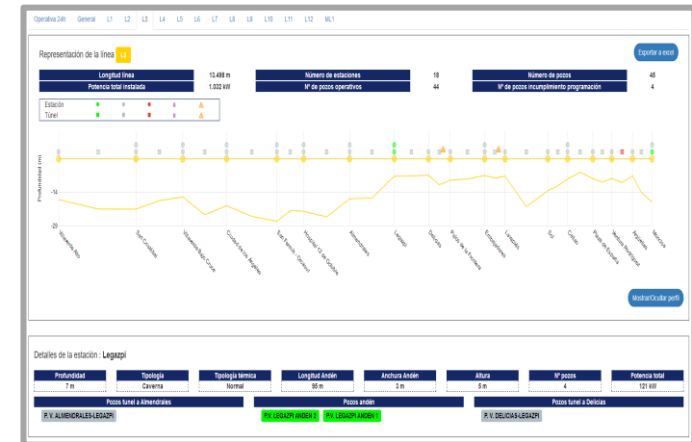 Operativa 24h General L1 L2 L3 L4 L5 L6 L7 L8 L9 L10 L11 L12 ML1
Representación de la línea L3
Exportar a excel
Longitud línea 13.498 m Número de estaciones 18 Número de pozos 45
Potencia total instalada 1.032 kW Nº de pozos operativos 44 Nº de pozos incumplimiento programación 4
Estación
Túnel
Profundidad (m)
-14
Villaverde Alto
San Cristóbal
Villaverde Bajo Cruce
Ciudad de los Ángeles
San Fermín - Orcasur
Hospital 12 de Octubre
Almendrales
Legazpi
Delicias
Palos de la Frontera
Embajadores
Lavapiés
Sol
Callao
Plaza de España
Ventura Rodríguez
Argüelles
Moncloa
Mostrar/Ocultar perfil
Detalles de la estación : Legazpi
Profundidad Tipología Tipología térmica Longitud Andén Anchura Andén Altura Nº pozos Potencia total
7 m Caverna Normal 95 m 3 m 5 m 4 121 kW
Pozos tunel a Almendrales Pozos andén Pozos tunel a Delicias
P. V. ALMENDRALES-LEGAZPI P.V. LEGAZPI ANDEN 2 P.V. LEGAZPI ANDEN 1 P. V. DELICIAS-LEGAZPI